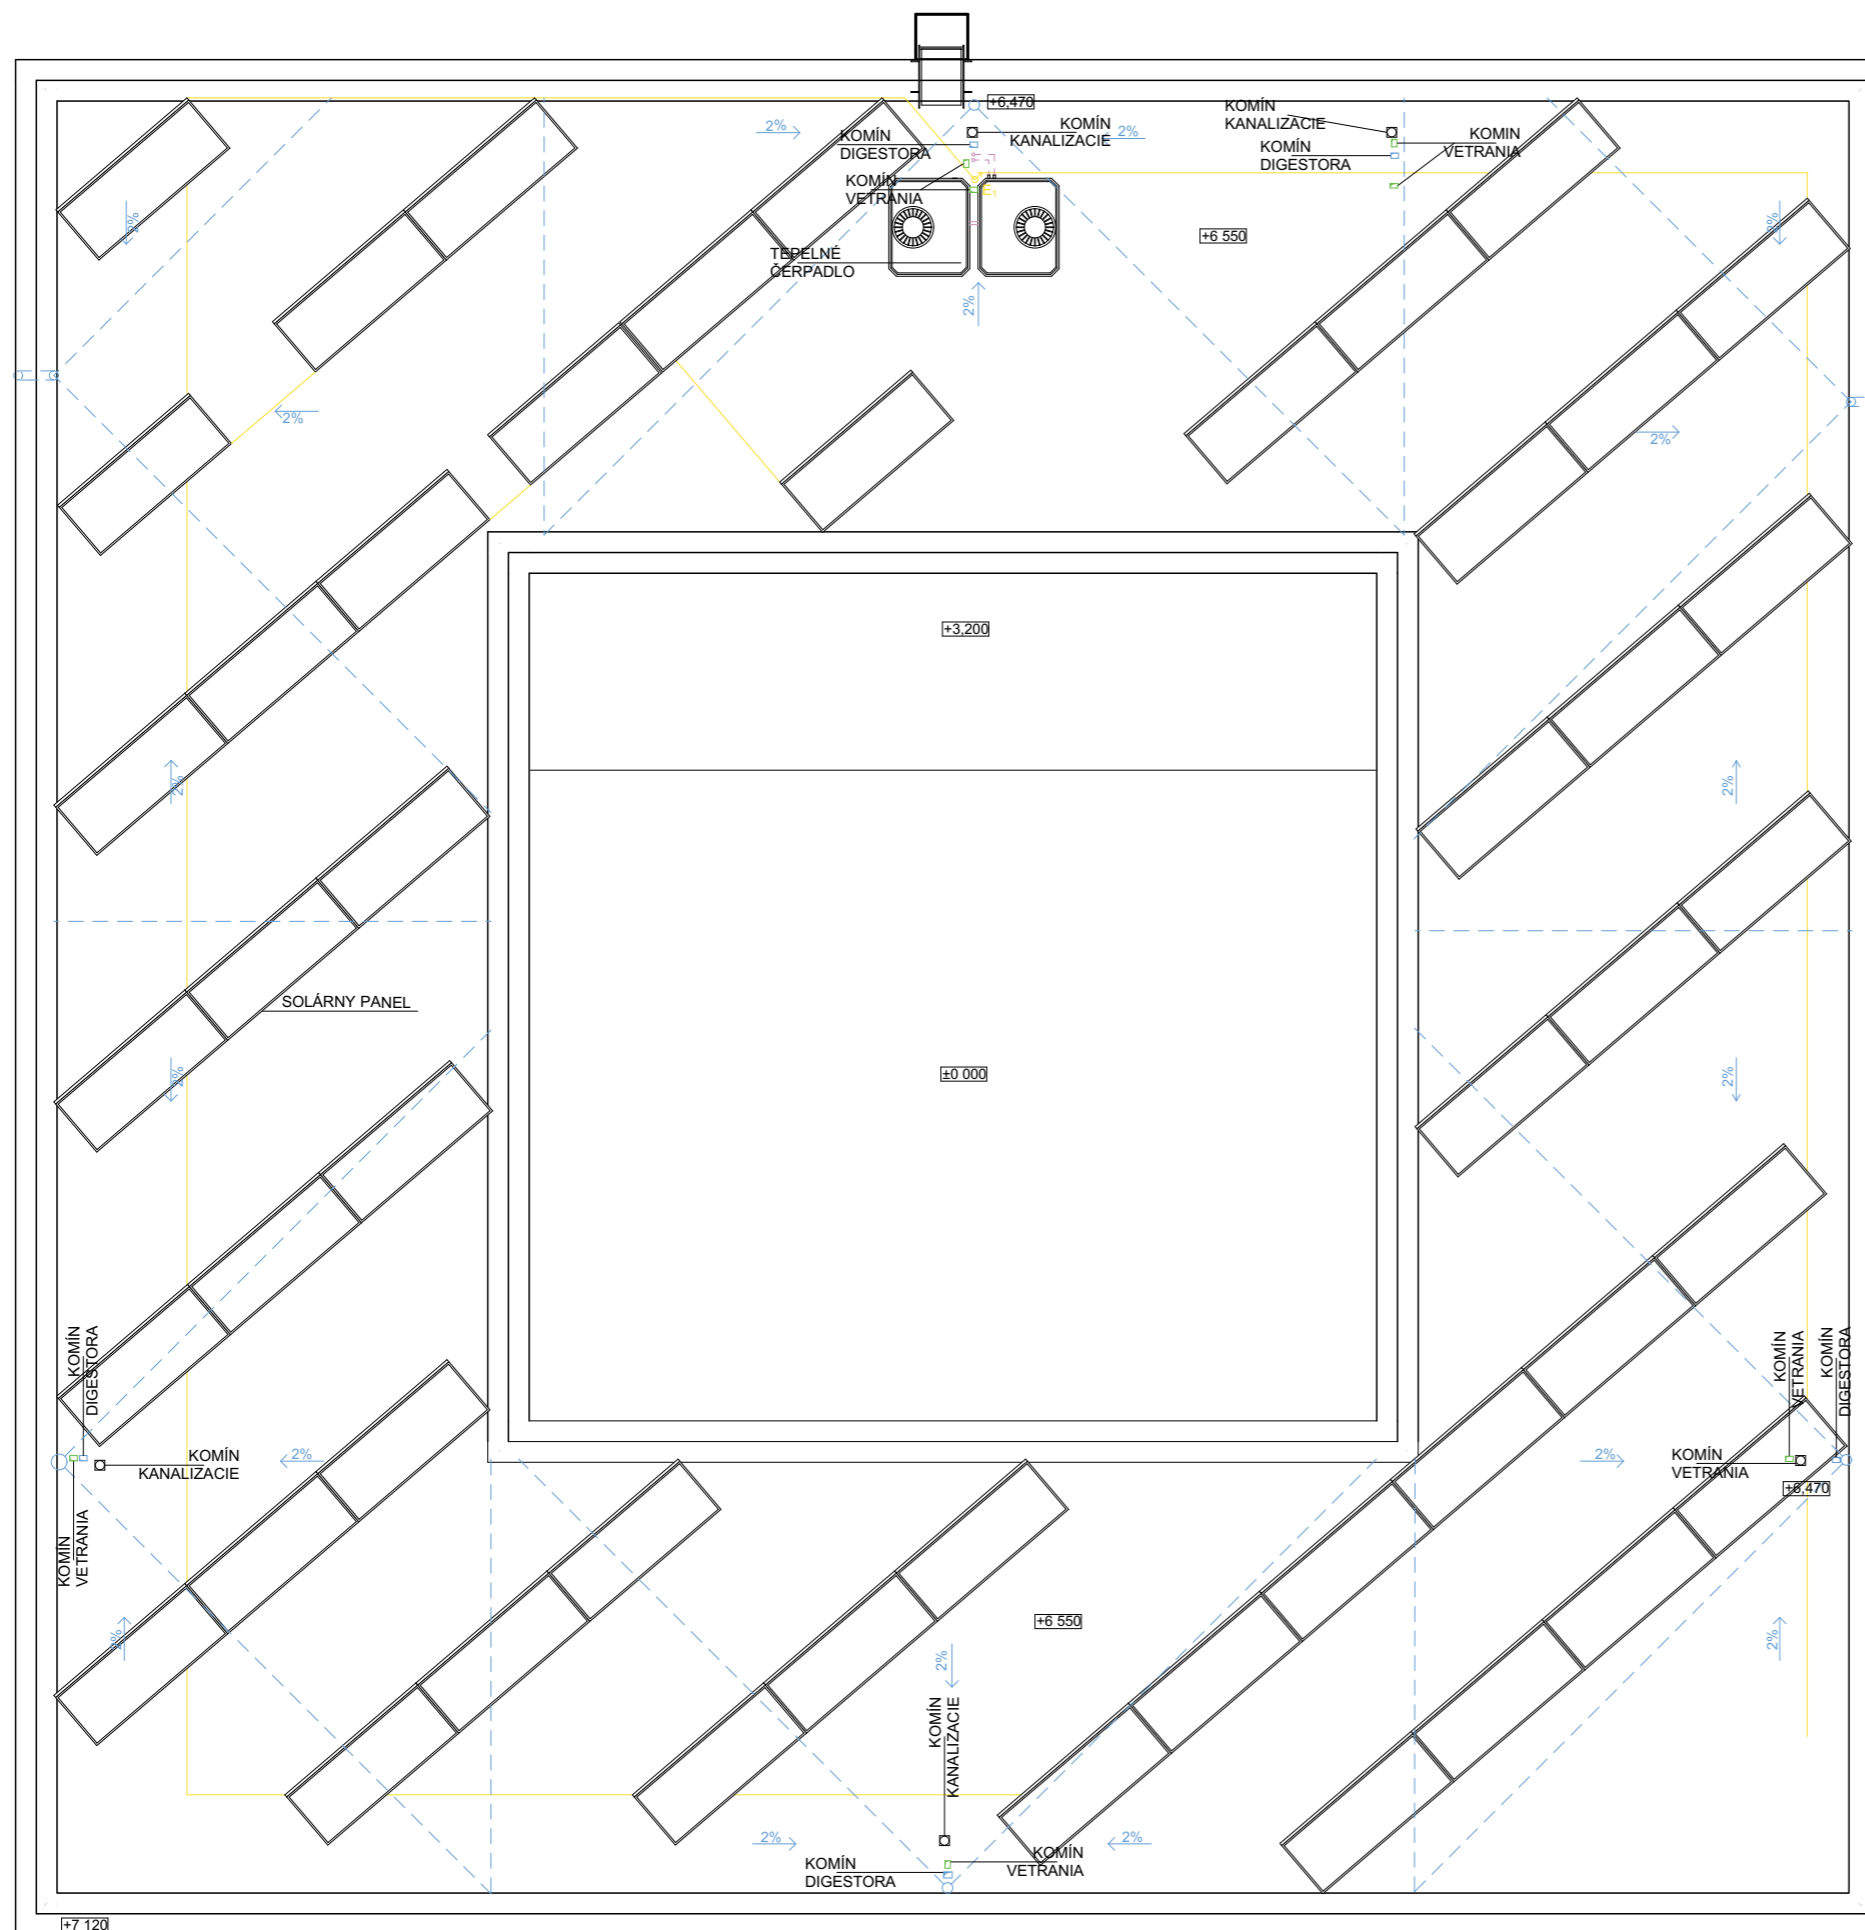 +6,470
KOMÍN
KANALIZACIE
2%
KOMÍN
DIGESTORA
KOMÍN
KANALIZACIE
2%
KOMIN
VETRANIA
KOMÍN
DIGESTORA
KOMÍN
VETRANIA
2%
2%
+6 550
TEPELNÉ
ČERPADLO
2%
2%
2%
+3,200
2%
2%
SOLÁRNY PANEL
2%
±0 000
2%
KOMÍN
DIGESTORA
KOMÍN
VETRANIA
KOMÍN
DIGESTORA
KOMÍN
KANALIZACIE
2%
2%
KOMÍN
VETRANIA
+6,470
KOMÍN
VETRANIA
2%
+6 550
2%
2%
KOMÍN
KANALIZACIE
2%
2%
KOMÍN
VETRANIA
KOMÍN
DIGESTORA
+7 120